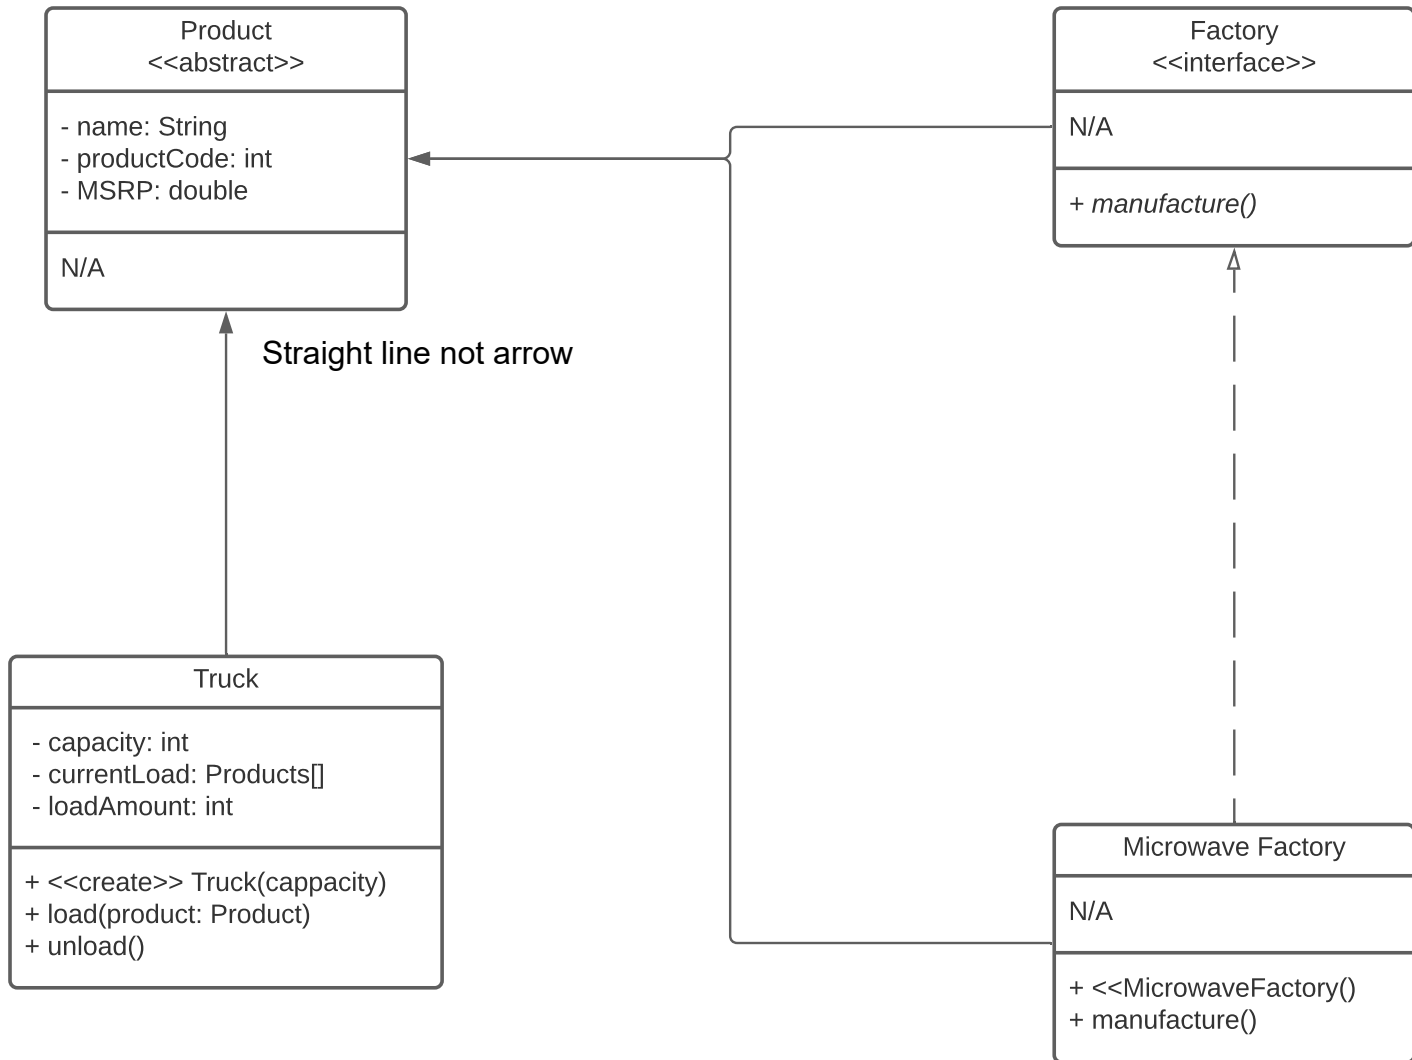 Product
<<abstract>>
- name: String
- productCode: int
- MSRP: double
N/A
Factory
<<interface>>
N/A
+ manufacture()
Straight line not arrow
Truck
- capacity: int
- currentLoad: Products[]
- loadAmount: int
+ <<create>> Truck(cappacity)
+ load(product: Product)
+ unload()
Microwave Factory
N/A
+ <<MicrowaveFactory()
+ manufacture()